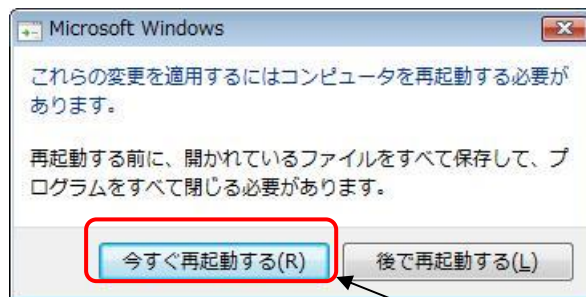 Microsoft Windows
これらの変更を適用するにはコンピュータを再起動する必要が
あります。
再起動する前に、開かれているファイルをすべて保存して、プ
ログラムをすべて閉じる必要があります。
今すぐ再起動する(R) 後で再起動する(L)